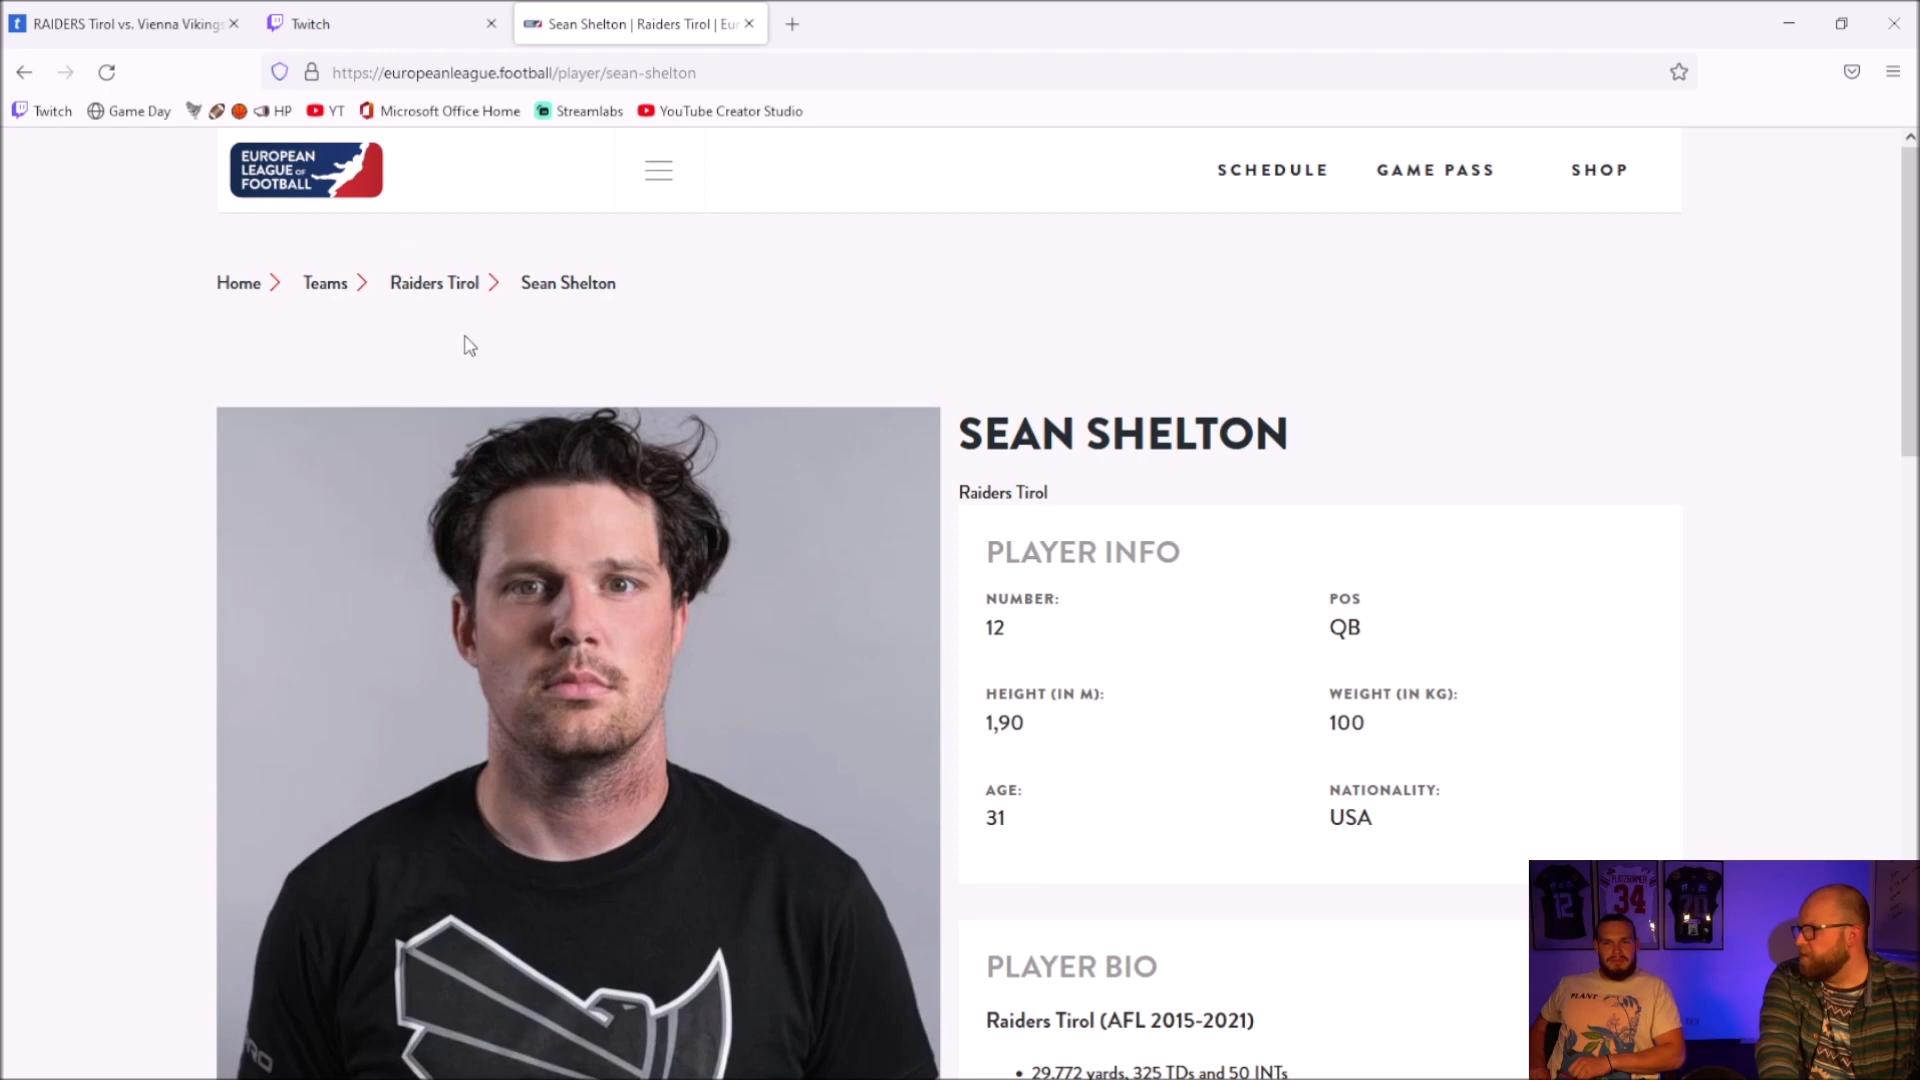 RAIDERS Tirol vs. Vienna Vikings
Twitch
Sean Shelton | Raiders Tirol | Eur
https://europeanleague.football/player/sean-shelton
Twitch
Game Day
HP
YT
Microsoft Office Home
Streamlabs
YouTube Creator Studio
EUROPEAN
LEAGUE OF
FOOTBALL
SCHEDULE
GAME PASS
SHOP
Home
Teams
Raiders Tirol
Sean Shelton
SEAN SHELTON
Raiders Tirol
PLAYER INFO
NUMBER:
12
POS
QB
HEIGHT (IN M):
1,90
WEIGHT (IN KG):
100
AGE:
31
NATIONALITY:
USA
PLAYER BIO
Raiders Tirol (AFL 2015-2021)
• 29.772 yards, 325 TDs and 50 INTs
12
34
20
PLANT